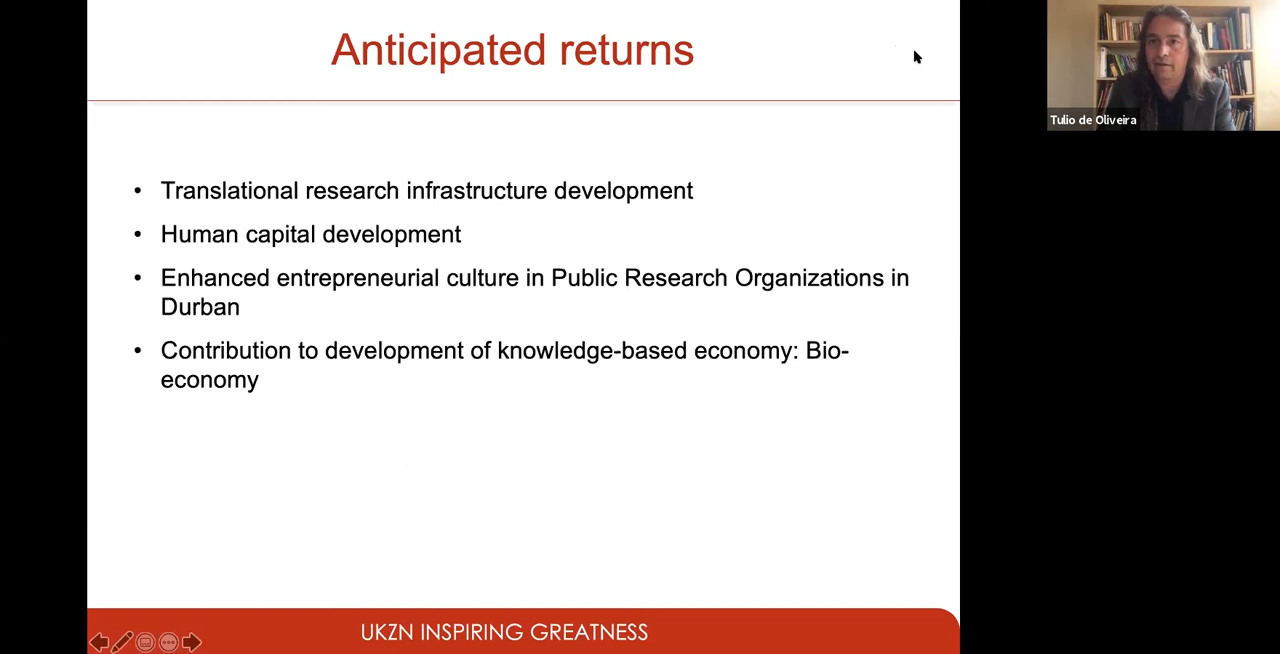 Anticipated returns
Tulio de Oliveira
• Translational research infrastructure development
• Human capital development
• Enhanced entrepreneurial culture in Public Research Organizations in
Durban
• Contribution to development of knowledge-based economy: Bio-
economy
UKZN INSPIRING GREATNESS